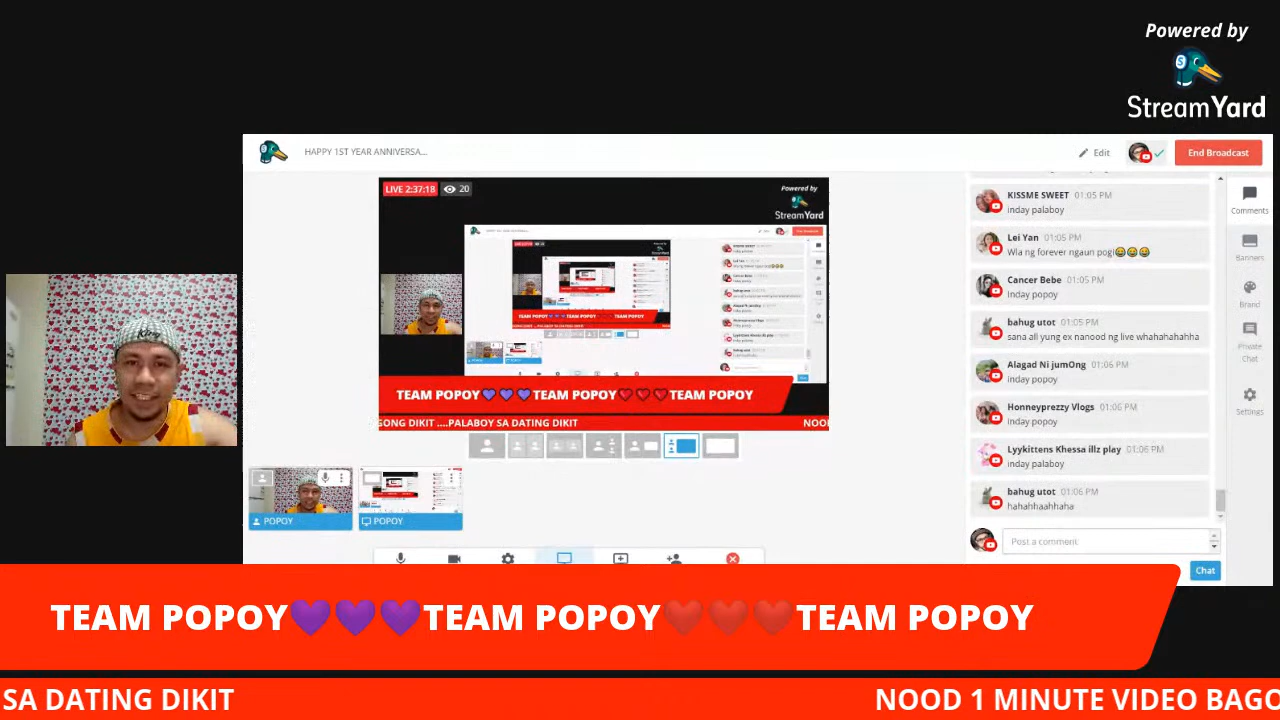 Powered by
StreamYard
HAPPY 1ST YEAR ANNIVERSA...
Edit
End Broadcast
LIVE 2:37:18
20
Powered by
StreamYard
TEAM POPOY💜💜💜TEAM POPOY❤️❤️❤️TEAM POPOY
GONG DIKIT ....PALABOY SA DATING DIKIT
NOOD
POPOY
POPOY
KISSME SWEET 01:05 PM
inday palaboy
Lei Yan 01:05 PM
Wla ng forever ngaun pogi😂😂😂
Cancer Bebe 01:05 PM
Inday popoy
bahug utot 01:05 PM
sana all yung ex nanood ng live whahahahahha
Alagad Ni jumOng 01:06 PM
inday popoy
Honneyprezzy Vlogs 01:06 PM
inday popoy
Lyykittens Khessa illz play 01:06 PM
inday palaboy
bahug utot 01:06 PM
hahahhaahhaha
Post a comment
Chat
Comments
Banners
Brand
Private
Chat
Settings
TEAM POPOY💜💜💜TEAM POPOY❤️❤️❤️TEAM POPOY
SA DATING DIKIT
NOOD 1 MINUTE VIDEO BAGO